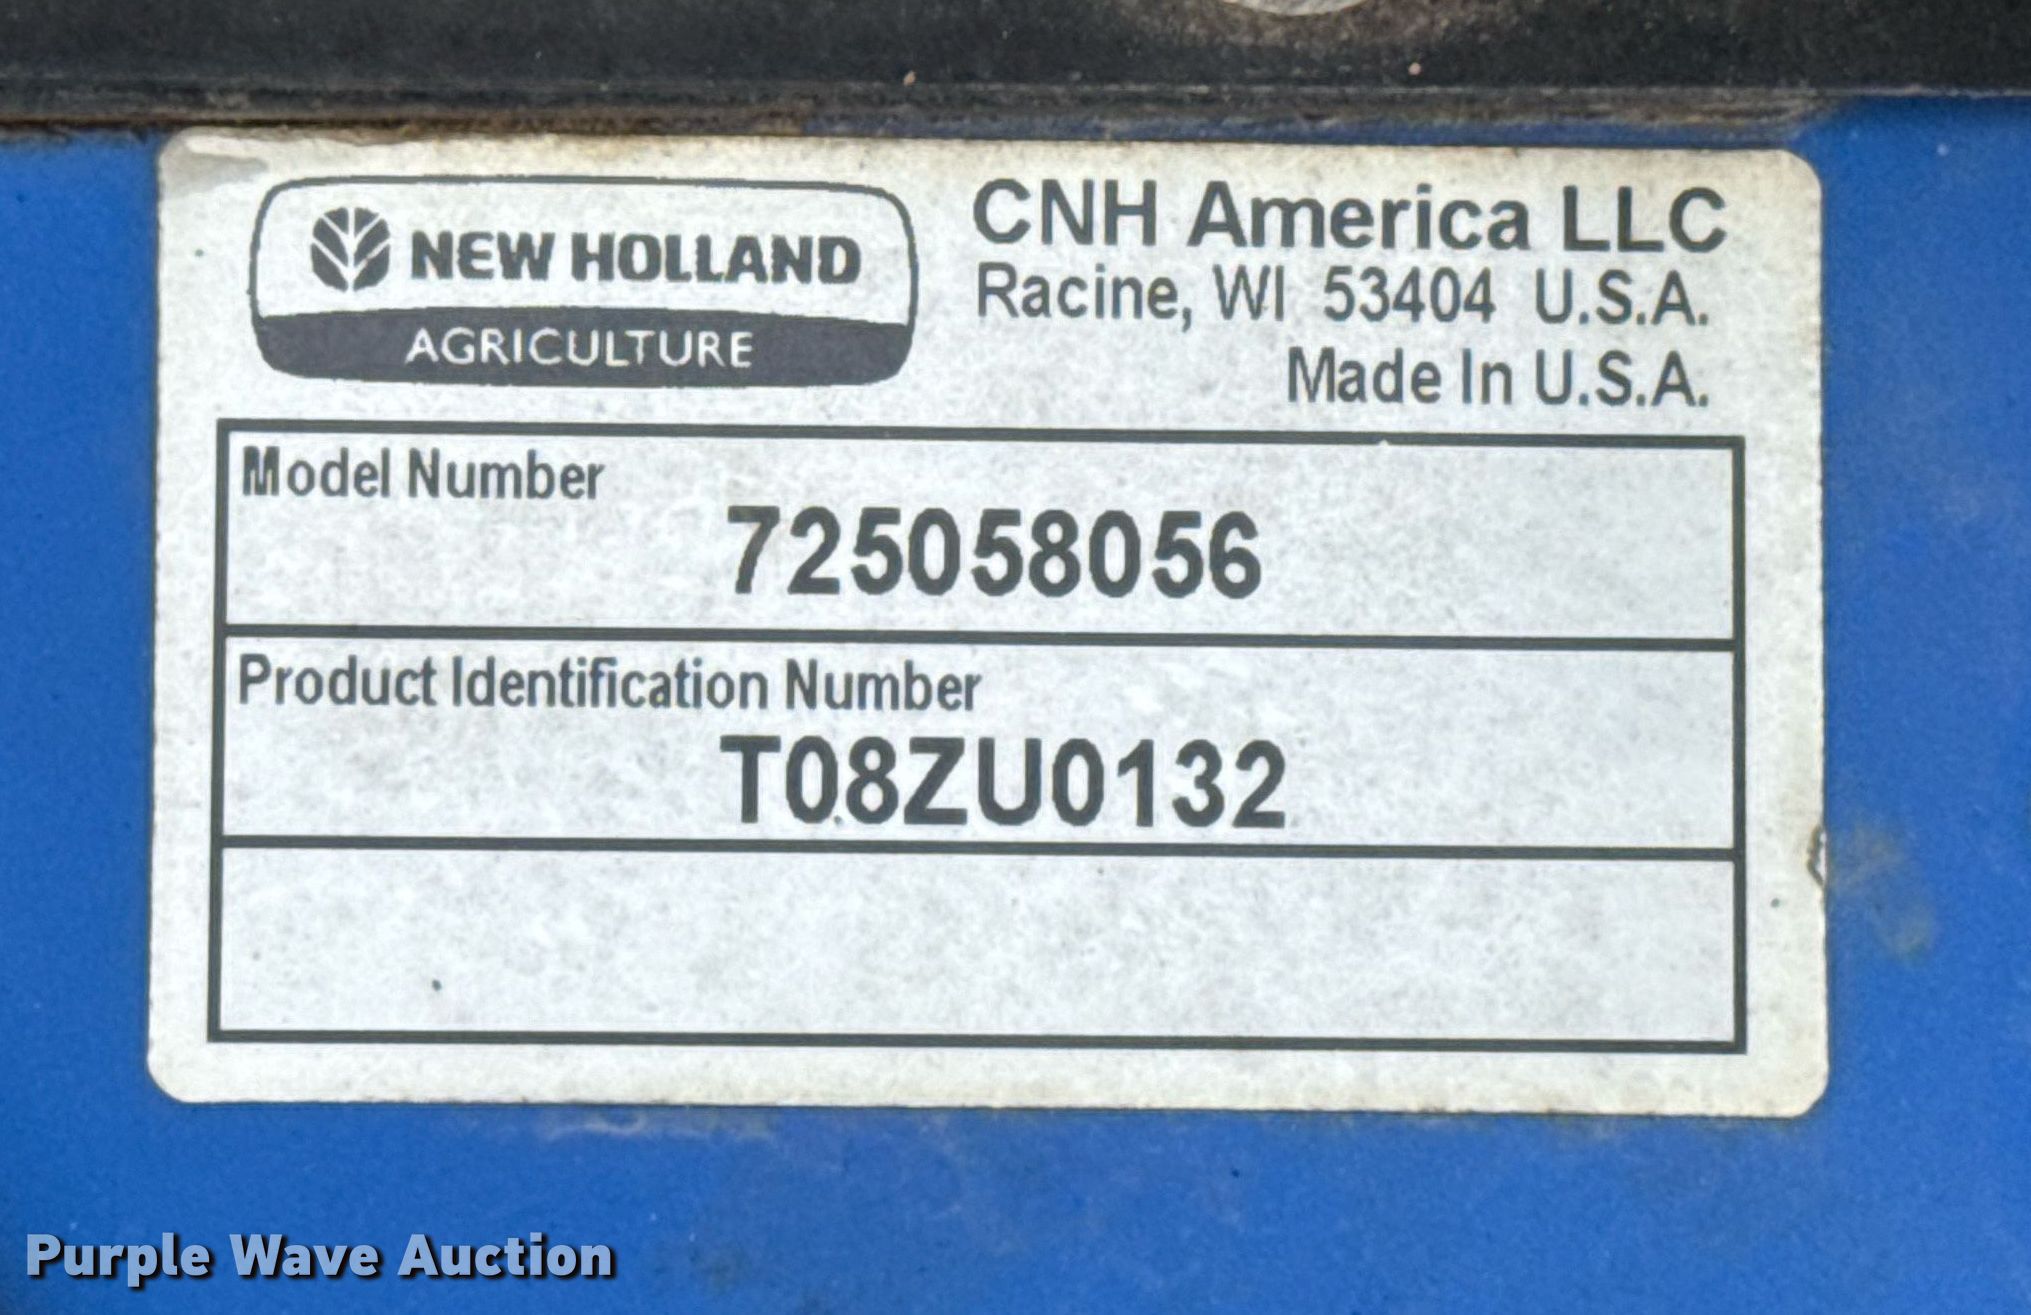 NEW HOLLAND
AGRICULTURE
CNH America LLC
Racine, WI 53404 U.S.A.
Made In U.S.A.
Model Number
725058056
Product Identification Number
T08ZU0132
Purple Wave Auction